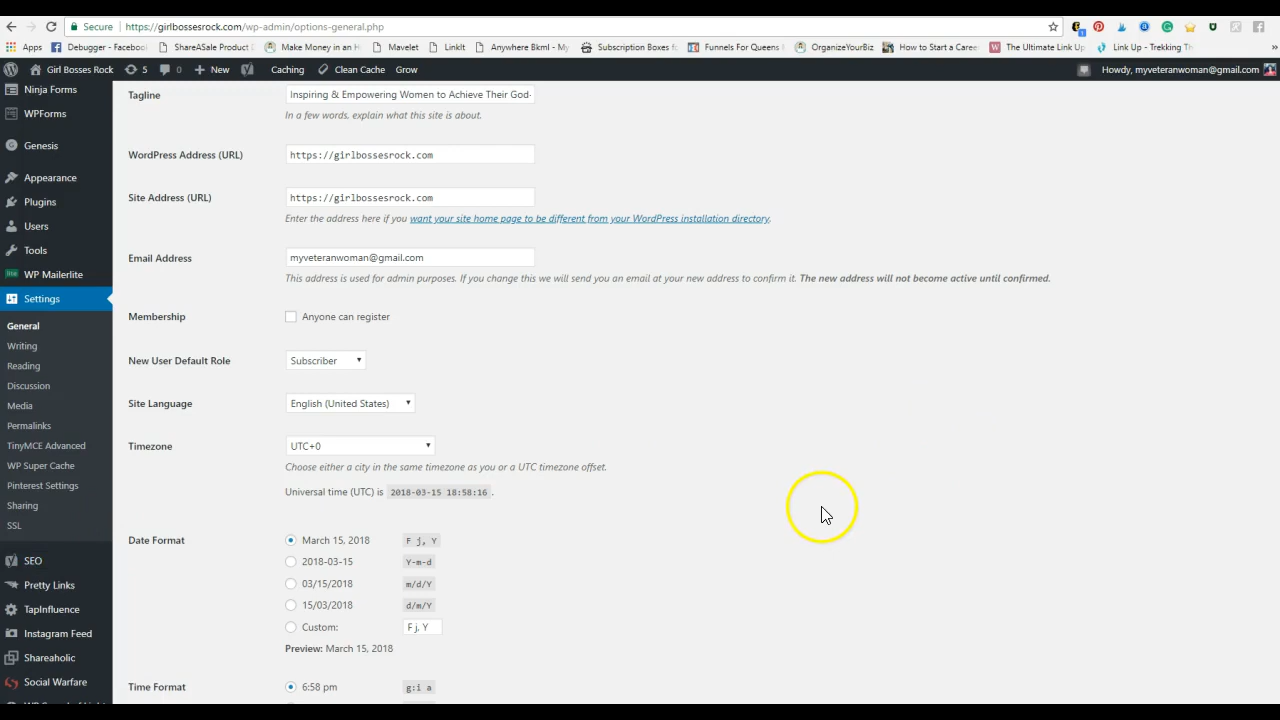 Secure https://girlbossesrock.com/wp-admin/options-general.php
Apps Debugger - Faceboo ShareASale Product Make Money in an H Mavelet LinkIt Anywhere Bkml - My Subscription Boxes fo Funnels For Queens OrganizeYourBiz How to Start a Caree The Ultimate Link Up Link Up - Trekking Th »
Girl Bosses Rock 5 0 + New Caching Clean Cache Grow Howdy, myveteranwoman@gmail.com
Ninja Forms
WPForms
Genesis
Appearance
Plugins
Users
Tools
WP Mailerlite
Settings
General
Writing
Reading
Discussion
Media
Permalinks
TinyMCE Advanced
WP Super Cache
Pinterest Settings
Sharing
SSL
SEO
Pretty Links
TapInfluence
Instagram Feed
Shareaholic
Social Warfare
Tagline Inspiring & Empowering Women to Achieve Their God-
In a few words, explain what this site is about.
WordPress Address (URL) https://girlbossesrock.com
Site Address (URL) https://girlbossesrock.com
Enter the address here if you want your site home page to be different from your WordPress installation directory.
Email Address myveteranwoman@gmail.com
This address is used for admin purposes. If you change this we will send you an email at your new address to confirm it. The new address will not become active until confirmed.
Membership Anyone can register
New User Default Role Subscriber
Site Language English (United States)
Timezone UTC+0
Choose either a city in the same timezone as you or a UTC timezone offset.
Universal time (UTC) is 2018-03-15 18:58:16 .
Date Format March 15, 2018 F j, Y
2018-03-15 Y-m-d
03/15/2018 m/d/Y
15/03/2018 d/m/Y
Custom: F j, Y
Preview: March 15, 2018
Time Format 6:58 pm g:i a